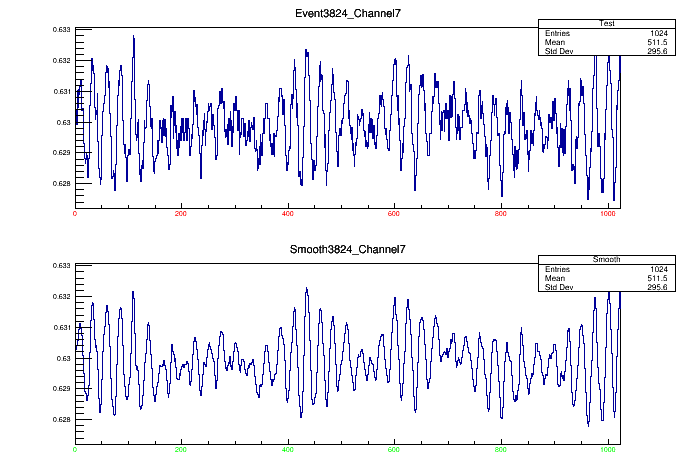 Event3824_Channel7
Test
Entries 1024
Mean 511.5
Std Dev 295.6
0.633
0.632
0.631
0.63
0.629
0.628
0 200 400 600 800 1000
Smooth3824_Channel7
Smooth
Entries 1024
Mean 511.5
Std Dev 295.6
0.633
0.632
0.631
0.63
0.629
0.628
0 200 400 600 800 1000